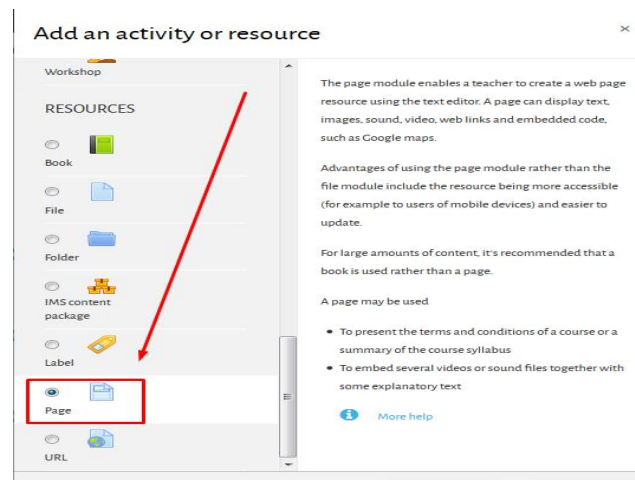 Add an activity or resource
×
Workshop
RESOURCES
Book
File
Folder
IMS content
package
Label
Page
URL
The page module enables a teacher to create a web page
resource using the text editor. A page can display text,
images, sound, video, web links and embedded code,
such as Google maps.
Advantages of using the page module rather than the
file module include the resource being more accessible
(for example to users of mobile devices) and easier to
update.
For large amounts of content, it's recommended that a
book is used rather than a page.
A page may be used
• To present the terms and conditions of a course or a
summary of the course syllabus
• To embed several videos or sound files together with
some explanatory text
More help